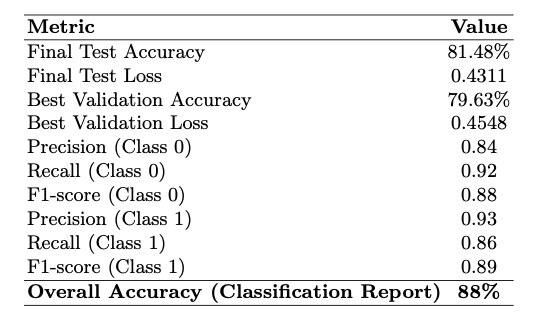 Metric Value
Final Test Accuracy 81.48%
Final Test Loss 0.4311
Best Validation Accuracy 79.63%
Best Validation Loss 0.4548
Precision (Class 0) 0.84
Recall (Class 0) 0.92
F1-score (Class 0) 0.88
Precision (Class 1) 0.93
Recall (Class 1) 0.86
F1-score (Class 1) 0.89
Overall Accuracy (Classification Report) 88%